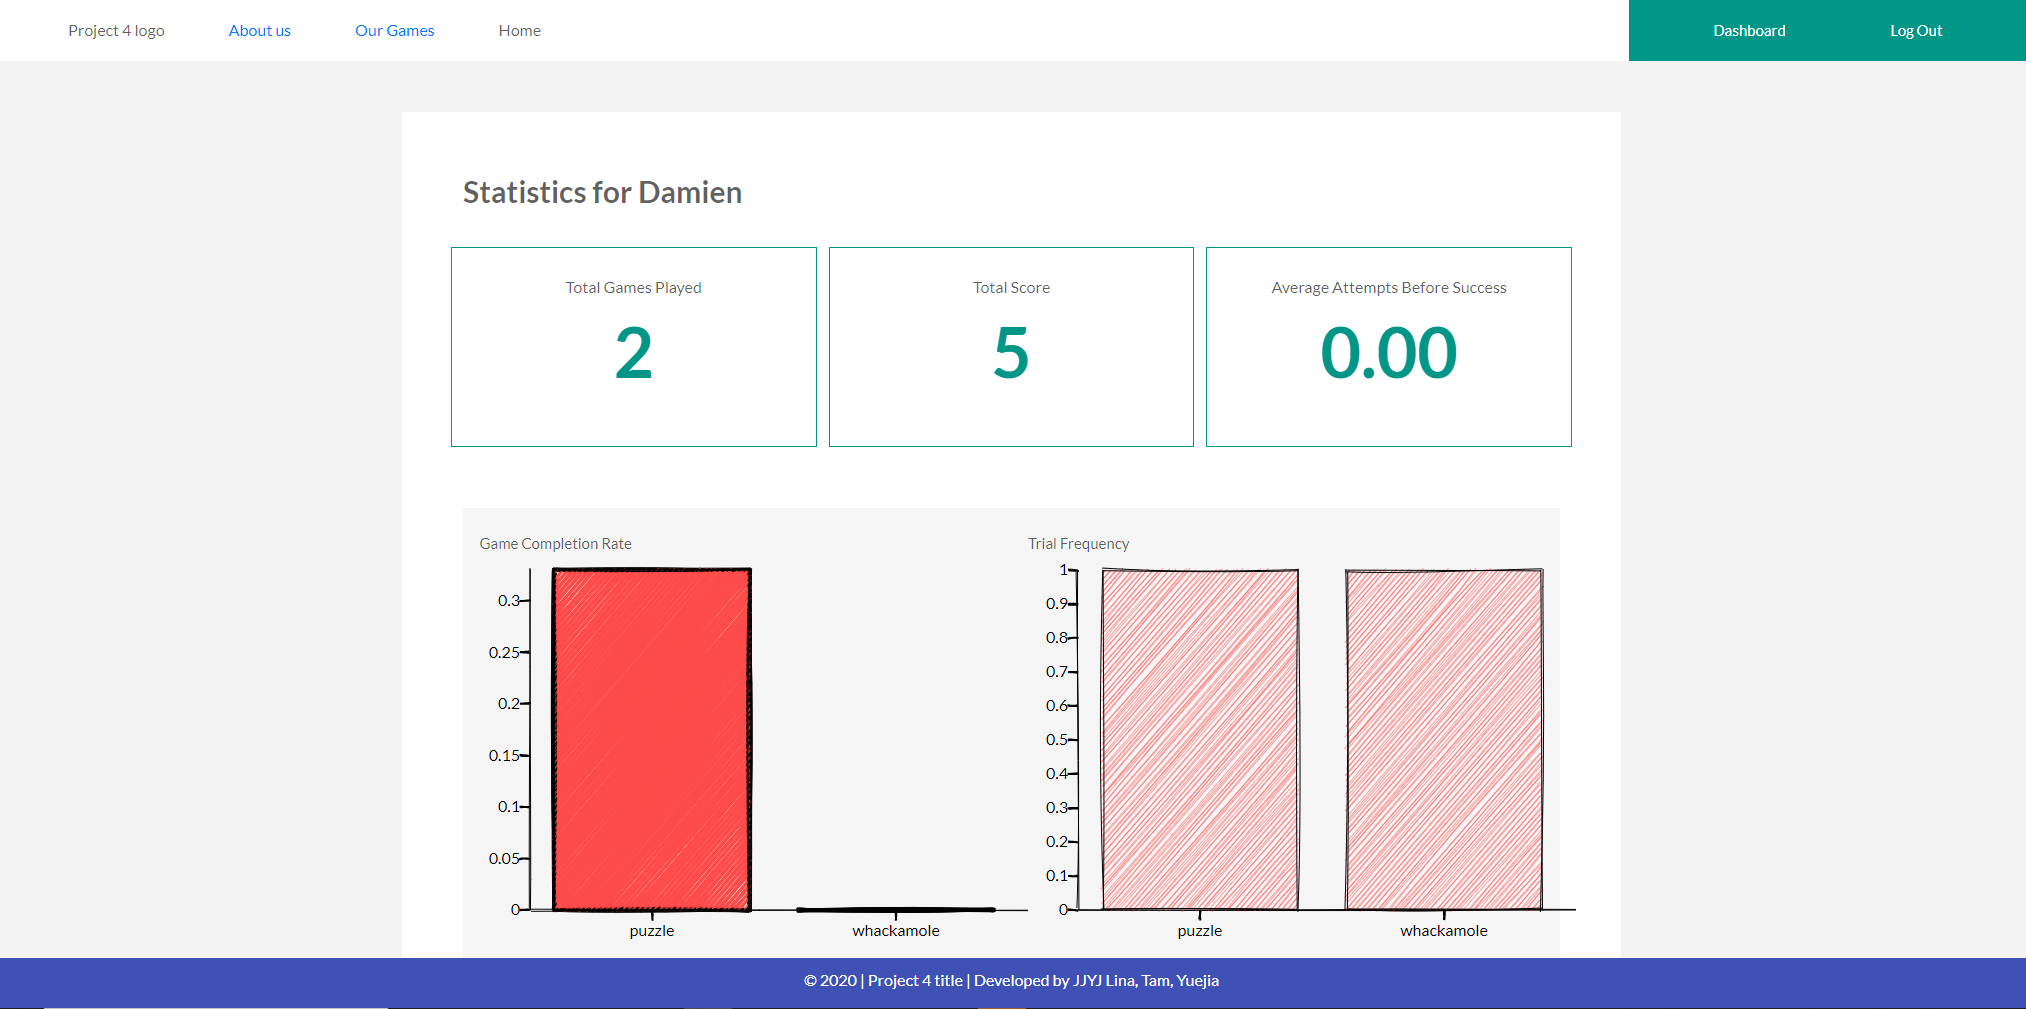 Project 4 logo About us Our Games Home Dashboard Log Out
Statistics for Damien
Total Games Played Total Score Average Attempts Before Success
2 5 0.00
Game Completion Rate
0.3
0.25
0.2
0.15
0.1
0.05
0
puzzle whackamole
Trial Frequency
1
0.9
0.8
0.7
0.6
0.5
0.4
0.3
0.2
0.1
0
puzzle whackamole
© 2020 | Project 4 title | Developed by JJYJ Lina, Tam, Yuejia